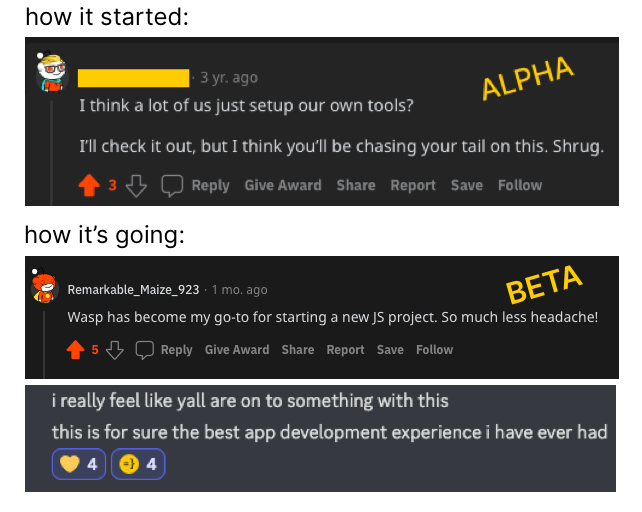 how it started:
· 3 yr. ago
ALPHA
I think a lot of us just setup our own tools?
I'll check it out, but I think you'll be chasing your tail on this. Shrug.
3 Reply Give Award Share Report Save Follow
how it's going:
Remarkable_Maize_923 · 1 mo. ago
BETA
Wasp has become my go-to for starting a new JS project. So much less headache!
5 Reply Give Award Share Report Save Follow
i really feel like yall are on to something with this
this is for sure the best app development experience i have ever had
4 =} 4